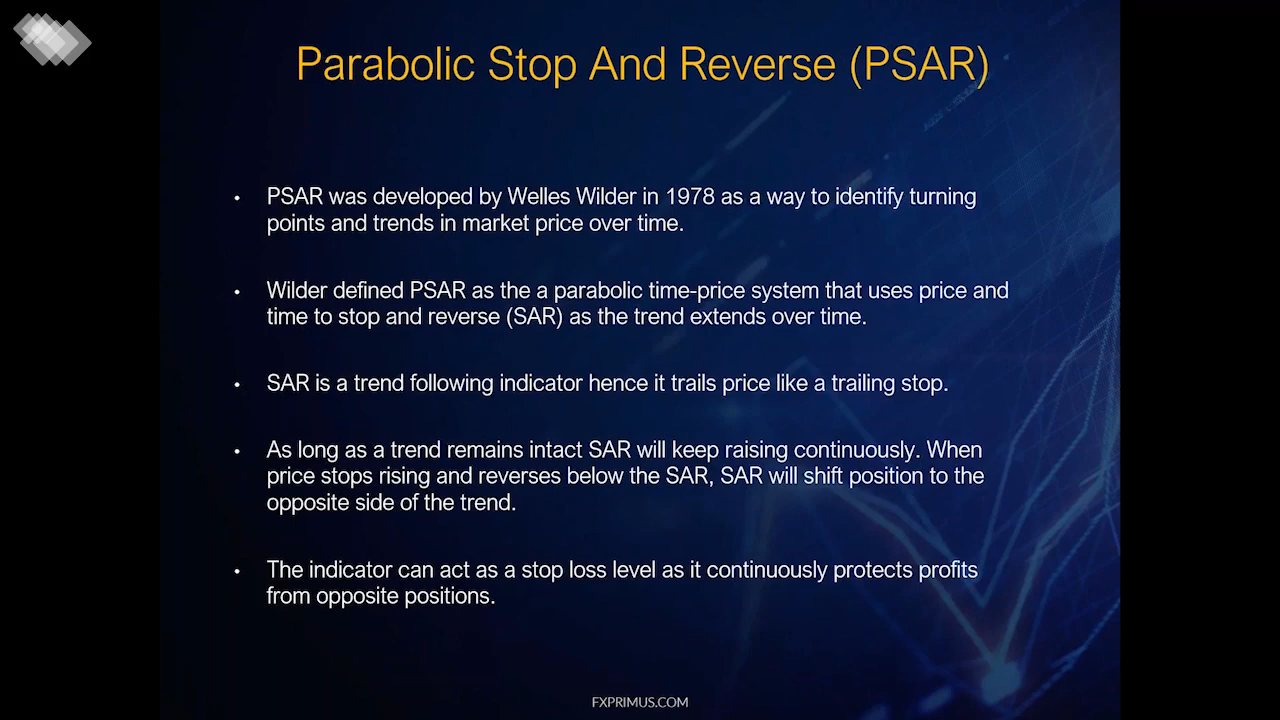 Parabolic Stop And Reverse (PSAR)
• PSAR was developed by Welles Wilder in 1978 as a way to identify turning
points and trends in market price over time.
• Wilder defined PSAR as the a parabolic time-price system that uses price and
time to stop and reverse (SAR) as the trend extends over time.
• SAR is a trend following indicator hence it trails price like a trailing stop.
• As long as a trend remains intact SAR will keep raising continuously. When
price stops rising and reverses below the SAR, SAR will shift position to the
opposite side of the trend.
• The indicator can act as a stop loss level as it continuously protects profits
from opposite positions.
FXPRIMUS.COM